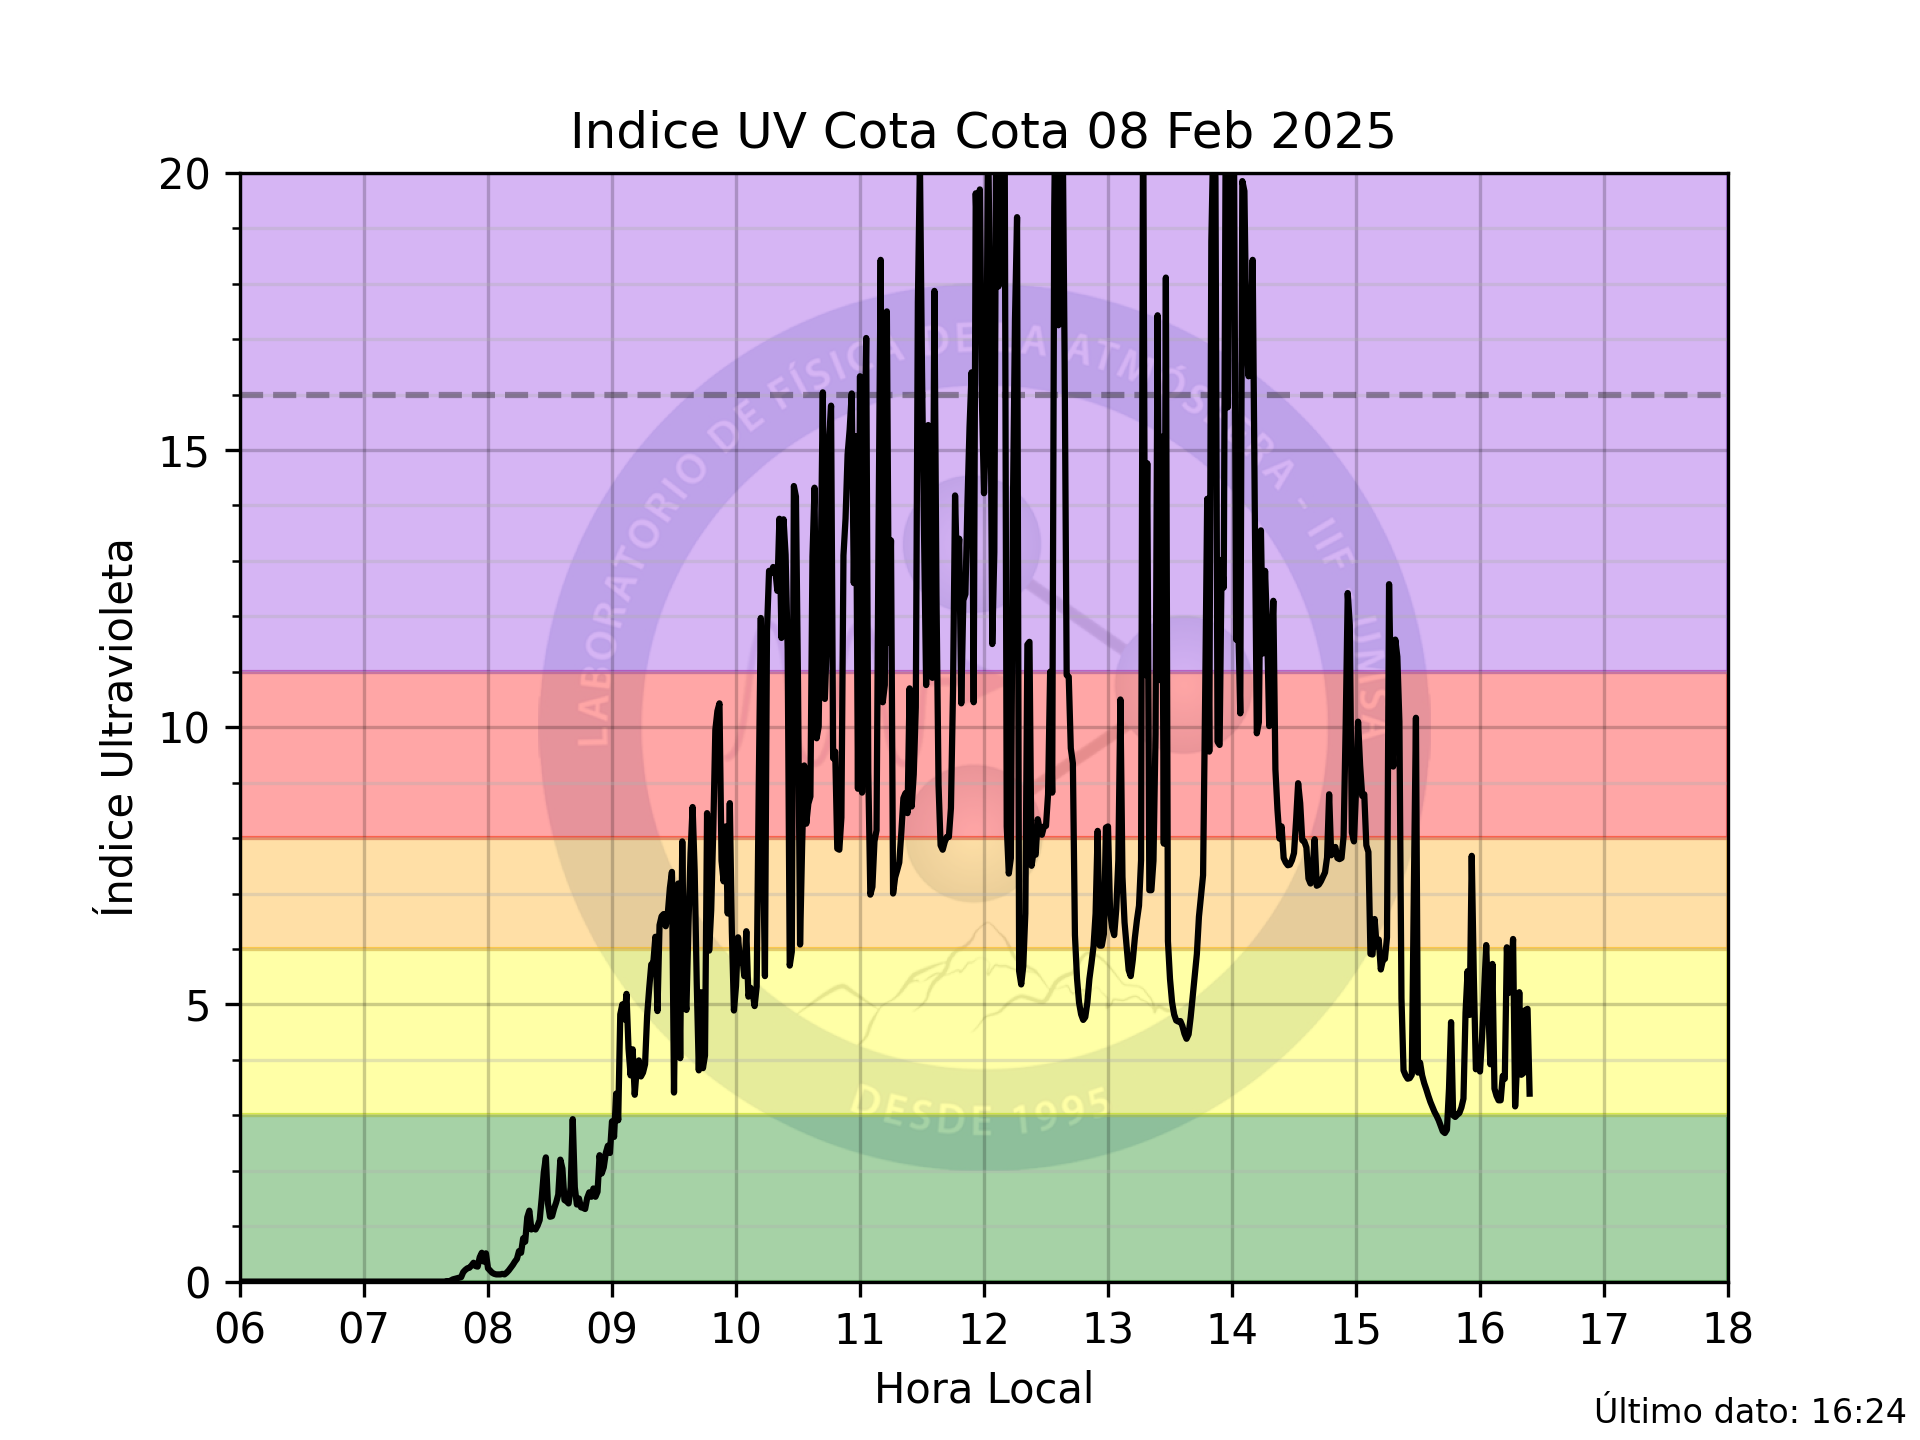 Indice UV Cota Cota 08 Feb 2025
20
15
10
5
0
Índice Ultravioleta
LABORATORIO DE FÍSICA DE LA ATMÓSFERA - IIF UMSA
DESDE 1995
06 07 08 09 10 11 12 13 14 15 16 17 18
Hora Local
Último dato: 16:24